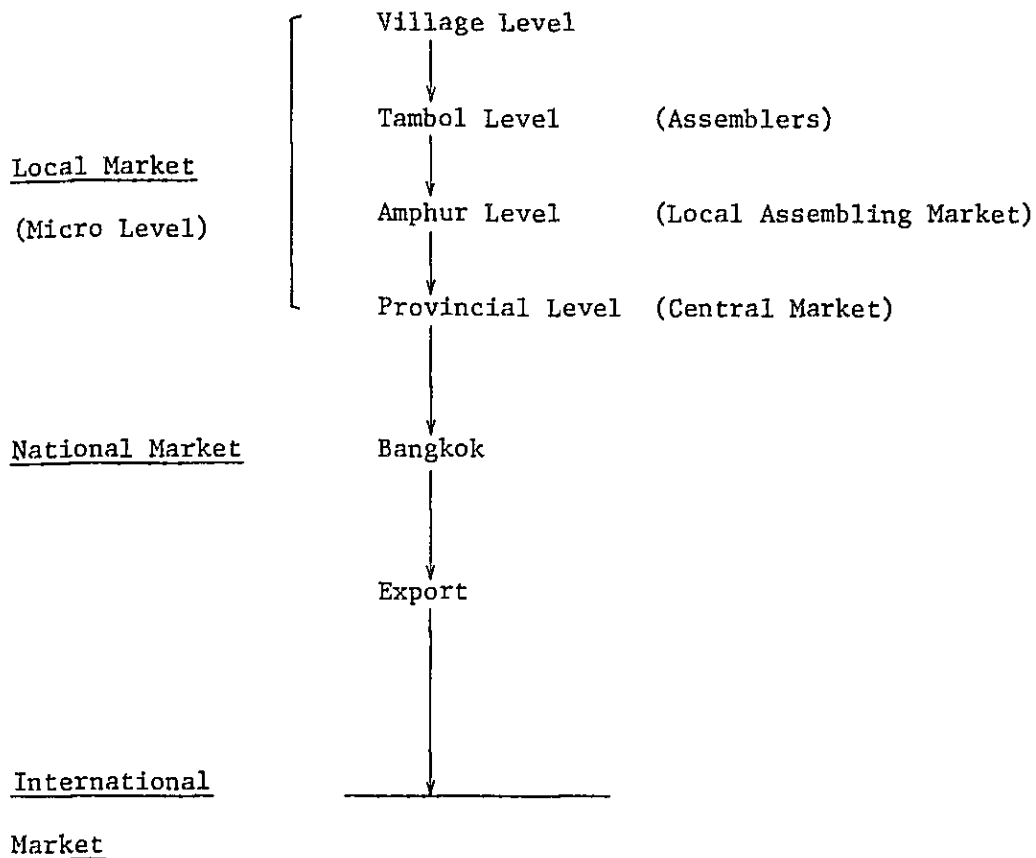 Village Level
Tambol Level (Assemblers)
Local Market
(Micro Level)
Amphur Level (Local Assembling Market)
Provincial Level (Central Market)
National Market Bangkok
Export
International
Market